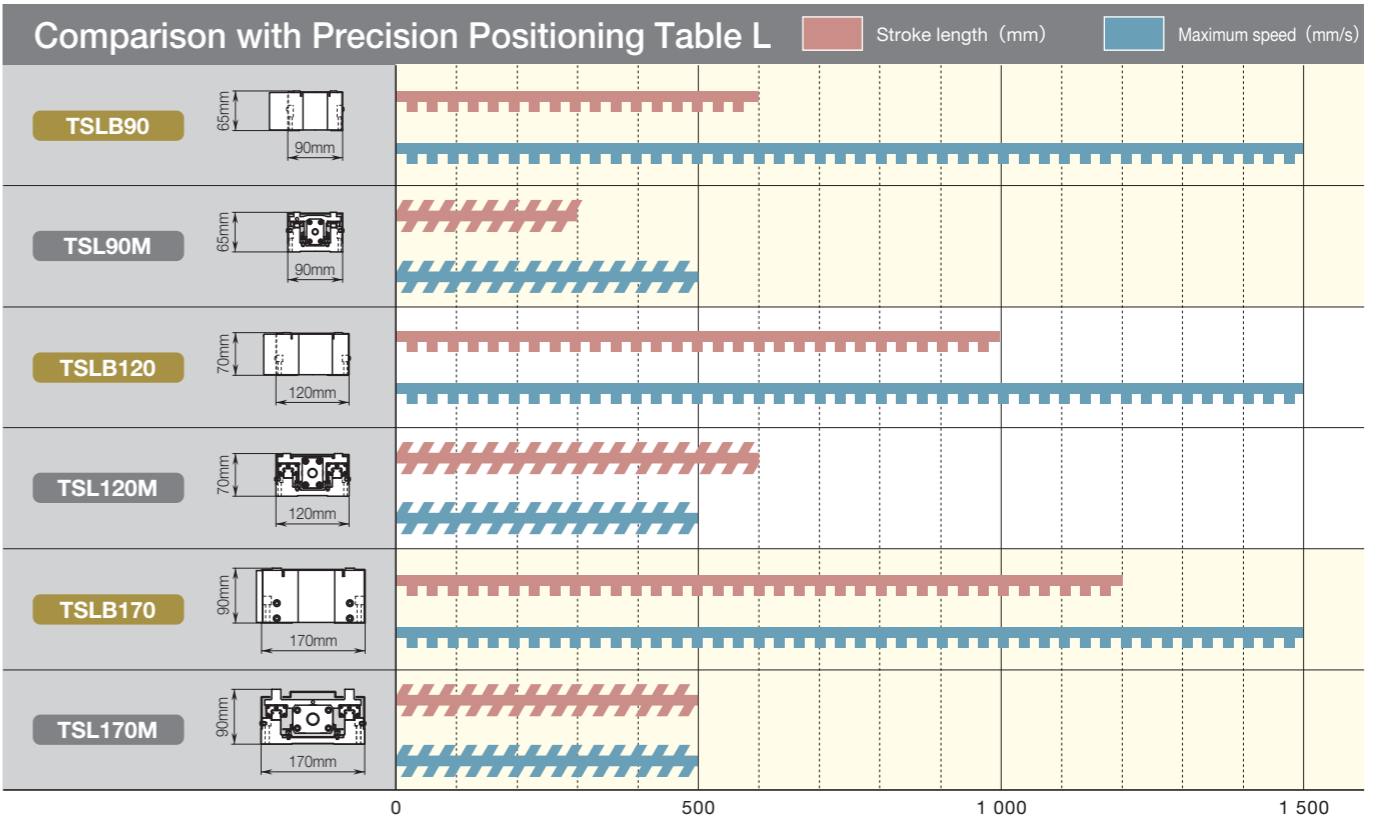 Comparison with Precision Positioning Table L Stroke length（mm） Maximum speed（mm/s）
TSLB90 65mm 90mm
TSL90M 65mm 90mm
TSLB120 70mm 120mm
TSL120M 70mm 120mm
TSLB170 90mm 170mm
TSL170M 90mm 170mm
0 500 1 000 1 500